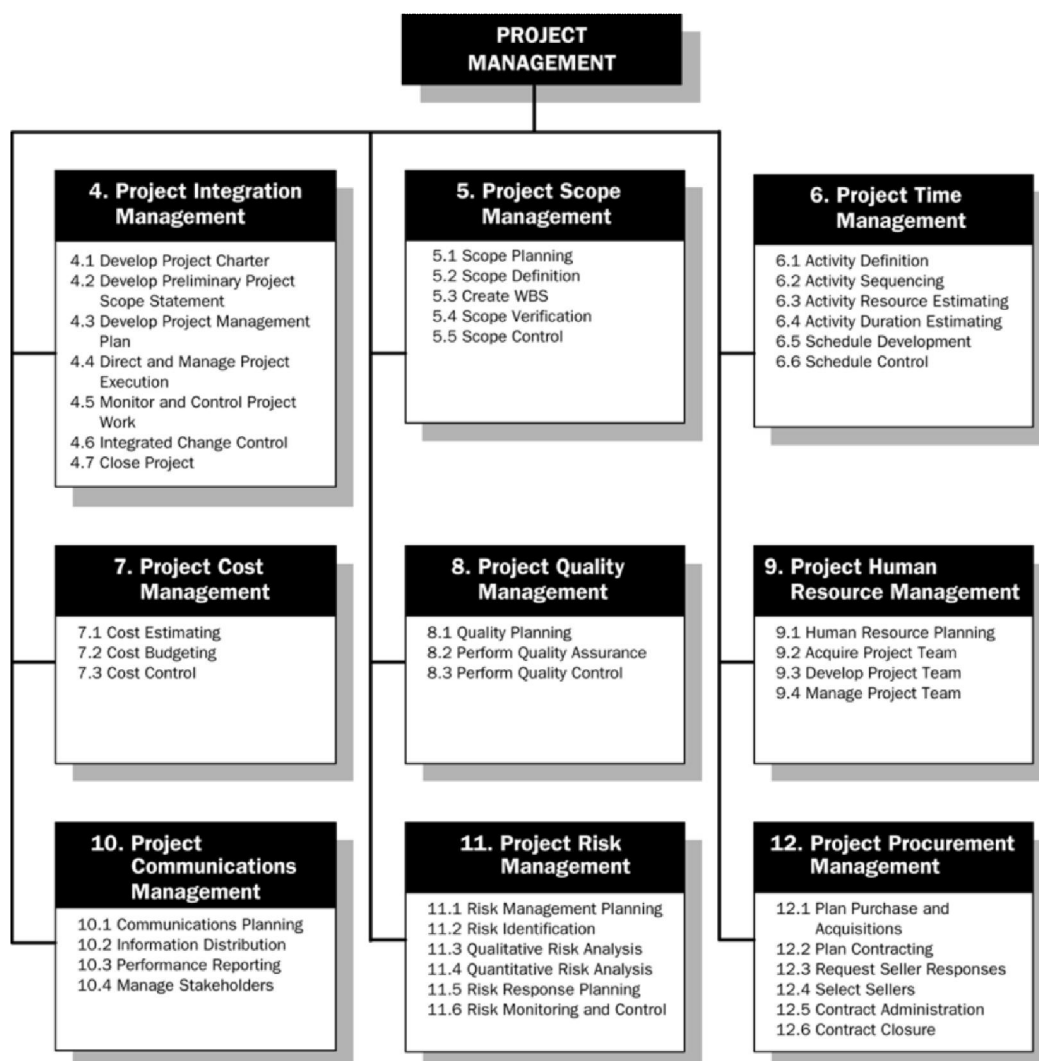 PROJECT
MANAGEMENT
4. Project Integration
Management
4.1 Develop Project Charter
4.2 Develop Preliminary Project
Scope Statement
4.3 Develop Project Management
Plan
4.4 Direct and Manage Project
Execution
4.5 Monitor and Control Project
Work
4.6 Integrated Change Control
4.7 Close Project
5. Project Scope
Management
5.1 Scope Planning
5.2 Scope Definition
5.3 Create WBS
5.4 Scope Verification
5.5 Scope Control
6. Project Time
Management
6.1 Activity Definition
6.2 Activity Sequencing
6.3 Activity Resource Estimating
6.4 Activity Duration Estimating
6.5 Schedule Development
6.6 Schedule Control
7. Project Cost
Management
7.1 Cost Estimating
7.2 Cost Budgeting
7.3 Cost Control
8. Project Quality
Management
8.1 Quality Planning
8.2 Perform Quality Assurance
8.3 Perform Quality Control
9. Project Human
Resource Management
9.1 Human Resource Planning
9.2 Acquire Project Team
9.3 Develop Project Team
9.4 Manage Project Team
10. Project
Communications
Management
10.1 Communications Planning
10.2 Information Distribution
10.3 Performance Reporting
10.4 Manage Stakeholders
11. Project Risk
Management
11.1 Risk Management Planning
11.2 Risk Identification
11.3 Qualitative Risk Analysis
11.4 Quantitative Risk Analysis
11.5 Risk Response Planning
11.6 Risk Monitoring and Control
12. Project Procurement
Management
12.1 Plan Purchase and
Acquisitions
12.2 Plan Contracting
12.3 Request Seller Responses
12.4 Select Sellers
12.5 Contract Administration
12.6 Contract Closure